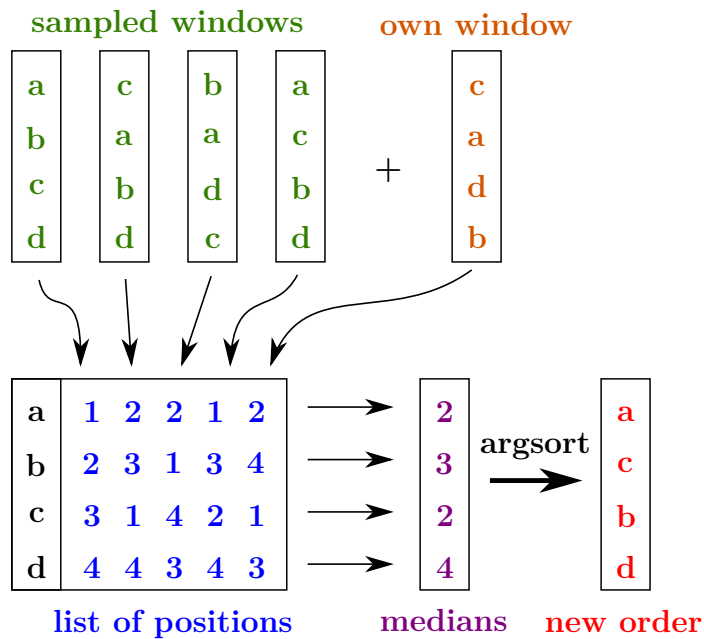 sampled windows own window
a c b a c
b a a c + a
c b d b d
d d c d b
a 1 2 2 1 2 2 a
argsort
b 2 3 1 3 4 3 c
c 3 1 4 2 1 2 b
d 4 4 3 4 3 4 d
list of positions medians new order